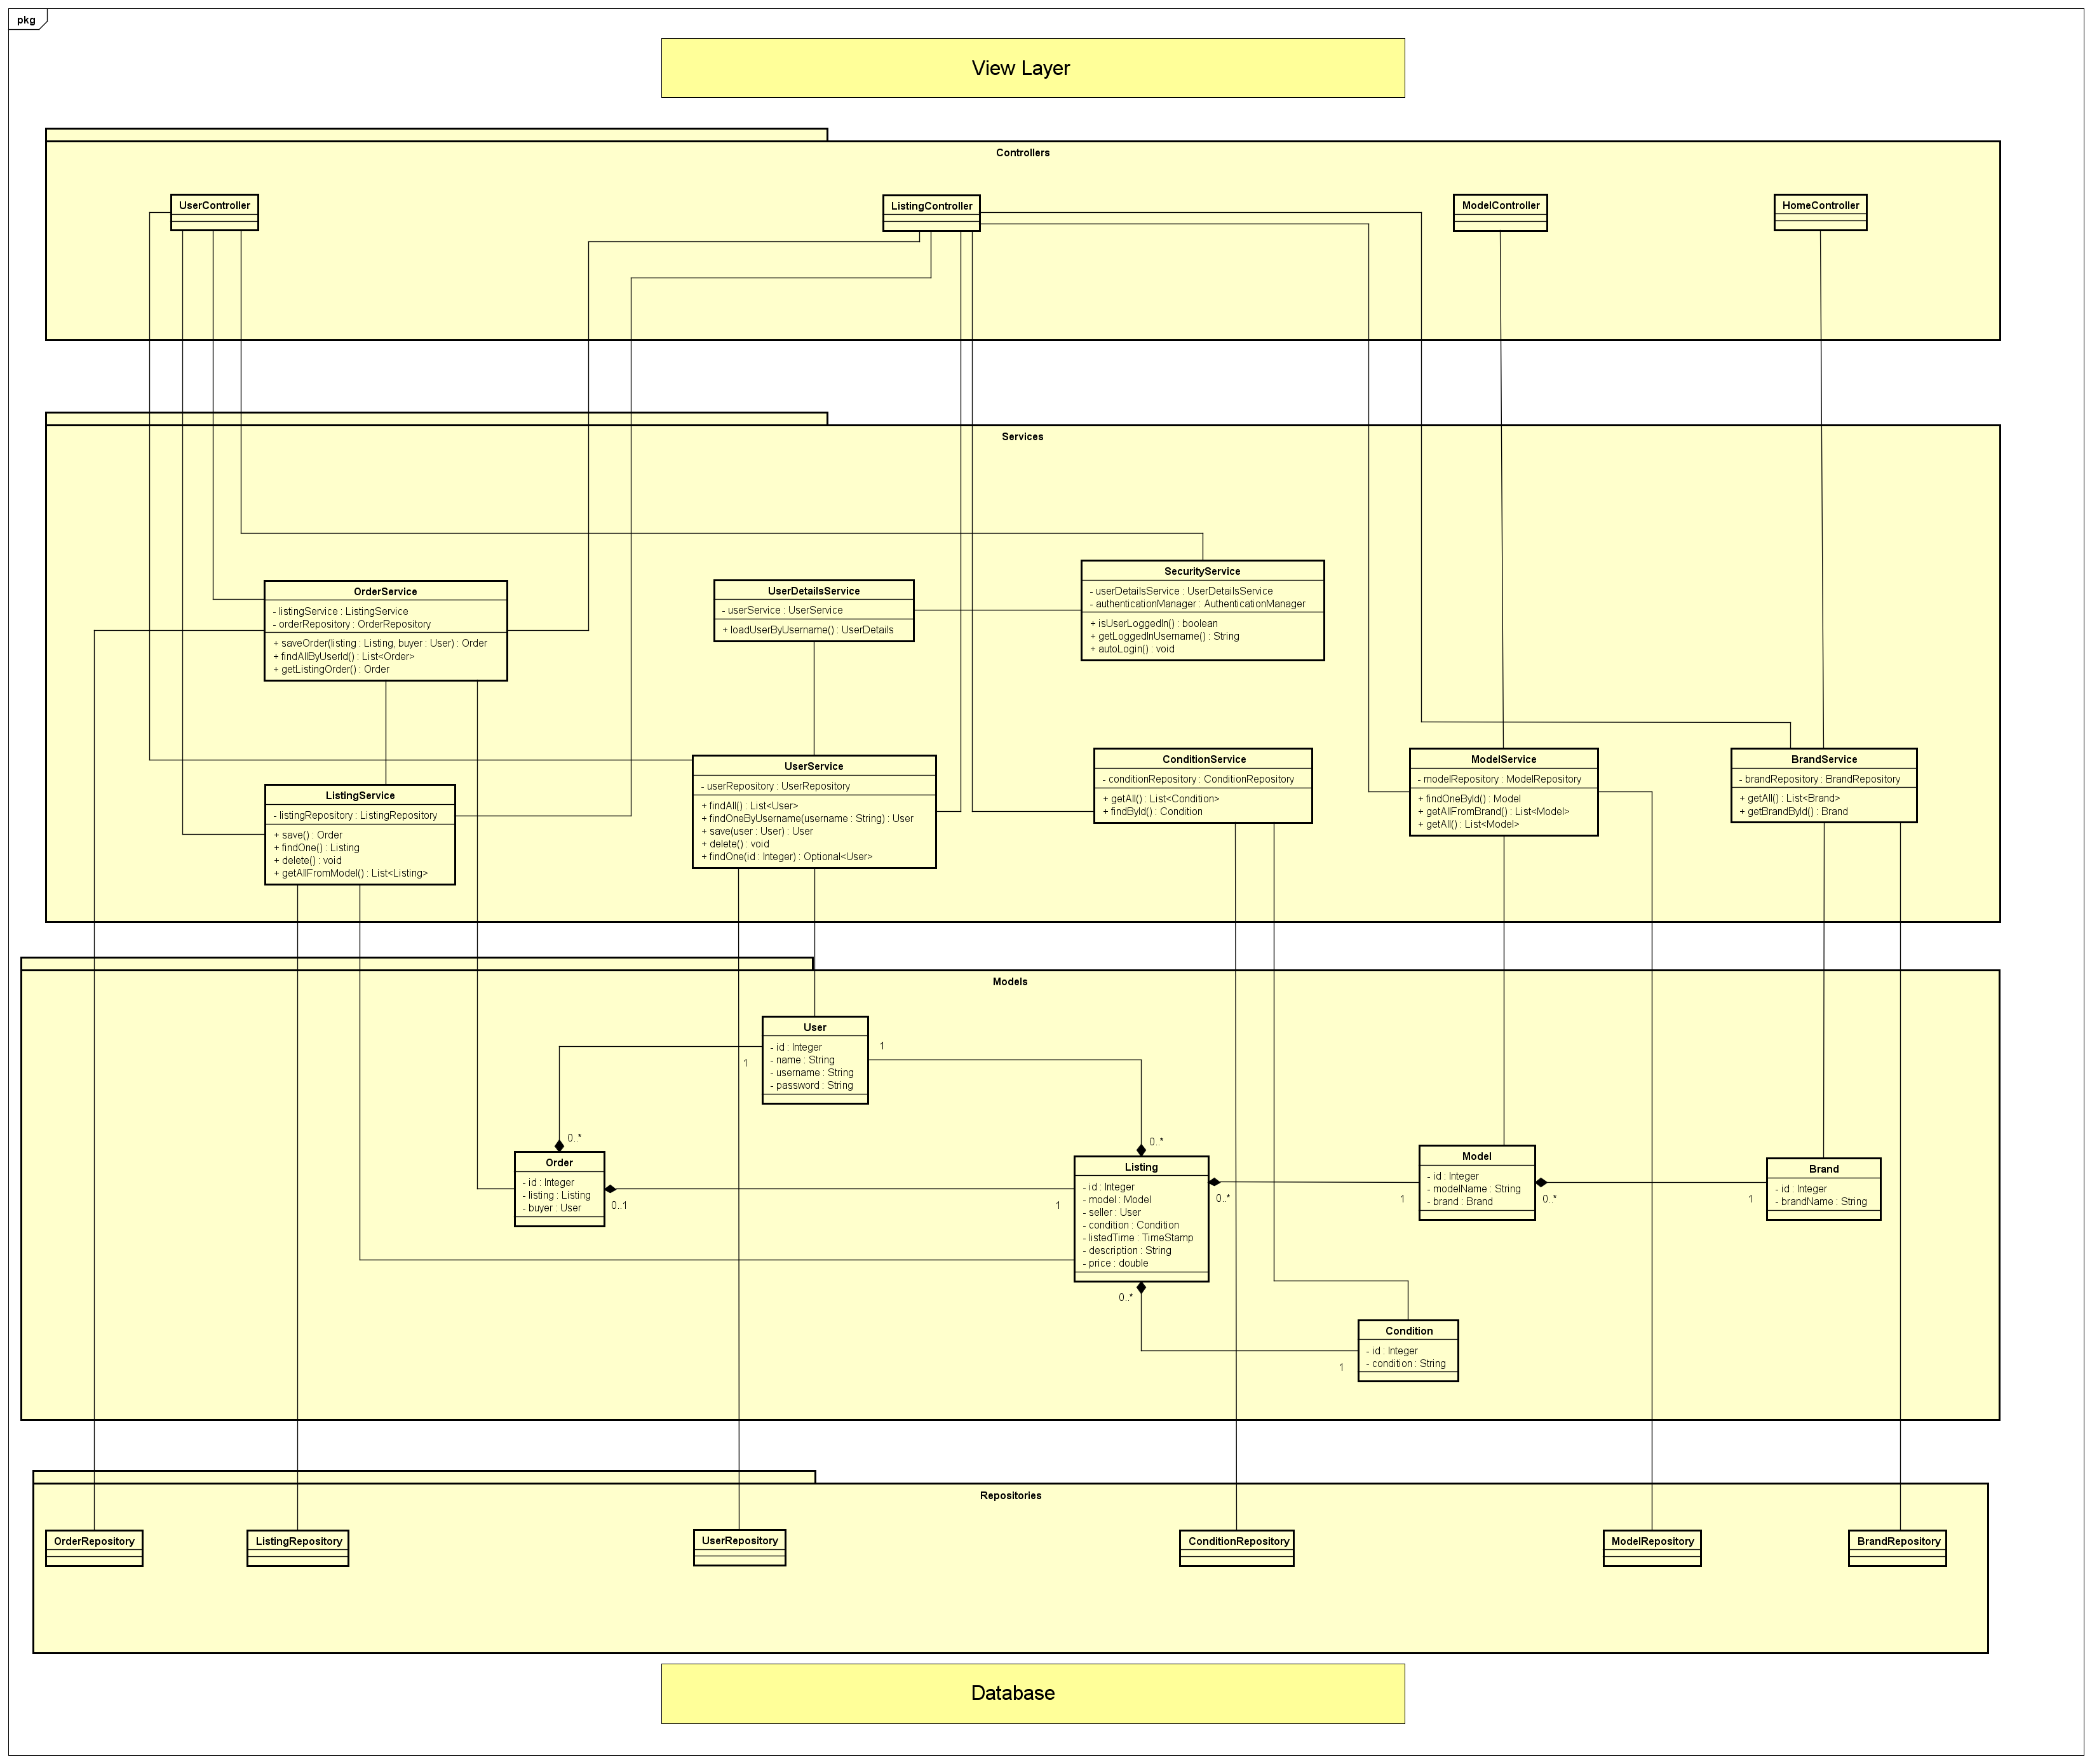 pkg
View Layer
Controllers
UserController
ListingController
ModelController
HomeController
Services
OrderService
- listingService : ListingService
- orderRepository : OrderRepository
+ saveOrder(listing : Listing, buyer : User) : Order
+ findAllByUserId() : List<Order>
+ getListingOrder() : Order
UserDetailsService
- userService : UserService
+ loadUserByUsername() : UserDetails
SecurityService
- userDetailsService : UserDetailsService
- authenticationManager : AuthenticationManager
+ isUserLoggedIn() : boolean
+ getLoggedInUsername() : String
+ autoLogin() : void
ListingService
- listingRepository : ListingRepository
+ save() : Order
+ findOne() : Listing
+ delete() : void
+ getAllFromModel() : List<Listing>
UserService
- userRepository : UserRepository
+ findAll() : List<User>
+ findOneByUsername(username : String) : User
+ save(user : User) : User
+ delete() : void
+ findOne(id : Integer) : Optional<User>
ConditionService
- conditionRepository : ConditionRepository
+ getAll() : List<Condition>
+ findById() : Condition
ModelService
- modelRepository : ModelRepository
+ findOneById() : Model
+ getAllFromBrand() : List<Model>
+ getAll() : List<Model>
BrandService
- brandRepository : BrandRepository
+ getAll() : List<Brand>
+ getBrandById() : Brand
Models
User
- id : Integer
- name : String
- username : String
- password : String
1
1
0..*
0..*
Order
- id : Integer
- listing : Listing
- buyer : User
0..1
1
Listing
- id : Integer
- model : Model
- seller : User
- condition : Condition
- listedTime : TimeStamp
- description : String
- price : double
0..*
1
Model
- id : Integer
- modelName : String
- brand : Brand
0..*
1
Brand
- id : Integer
- brandName : String
0..*
1
Condition
- id : Integer
- condition : String
Repositories
OrderRepository
ListingRepository
UserRepository
ConditionRepository
ModelRepository
BrandRepository
Database